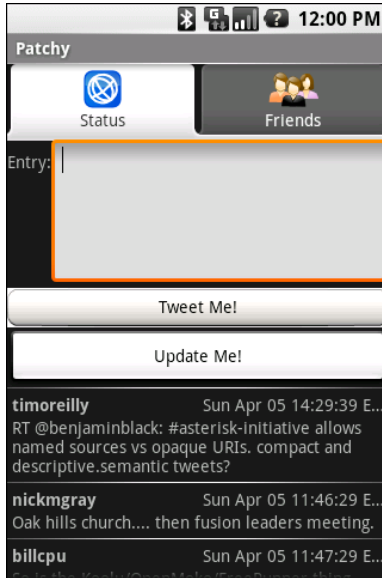 G 12:00 PM
Patchy
Status Friends
Entry:
Tweet Me!
Update Me!
timoreilly Sun Apr 05 14:29:39 E...
RT @benjaminblack: #asterisk-initiative allows
named sources vs opaque URIs. compact and
descriptive.semantic tweets?
nickmgray Sun Apr 05 11:46:29 E...
Oak hills church.... then fusion leaders meeting.
billcpu Sun Apr 05 11:47:29 E...